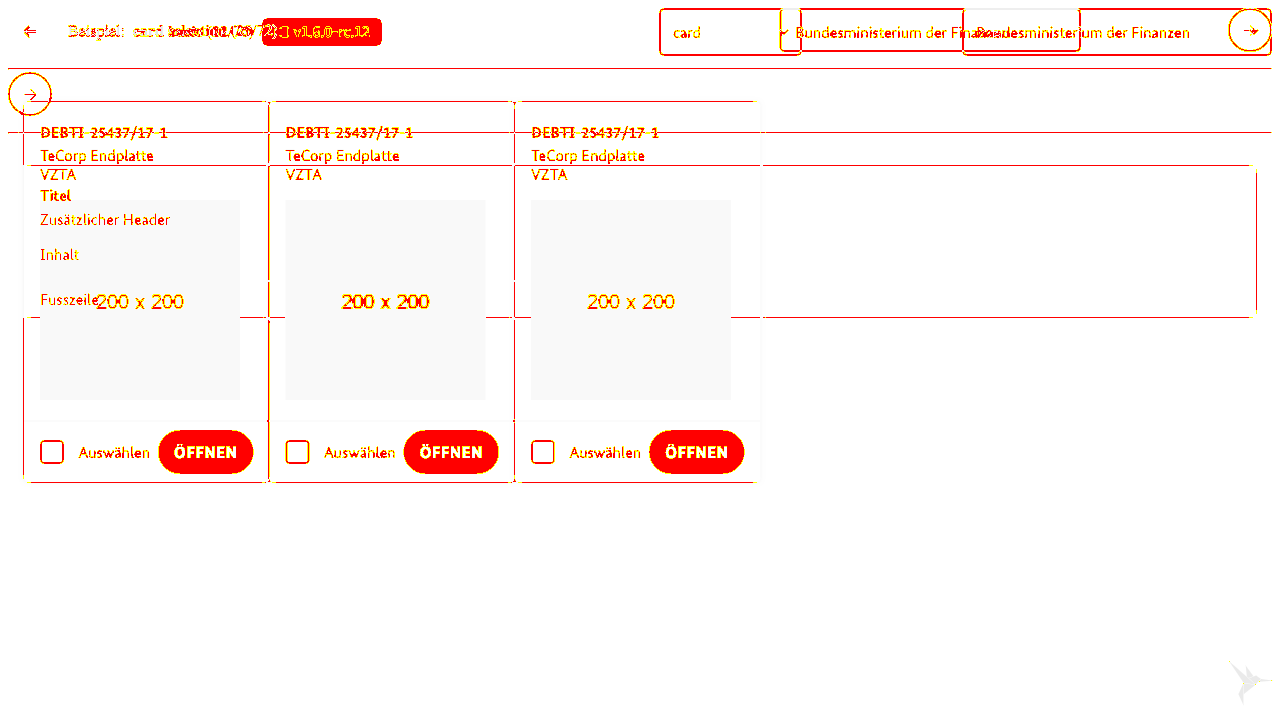 Beispiel: card v1.6.0-rc.12
card
Bundesministerium der Finanzen
Bundesministerium der Finanzen
DEBTI 25437/17-1
TeCorp Endplatte
VZTA
Titel
Zusätzlicher Header
Inhalt
Fusszeile
200 x 200
Auswählen
ÖFFNEN
DEBTI 25437/17-1
TeCorp Endplatte
VZTA
200 x 200
Auswählen
ÖFFNEN
DEBTI 25437/17-1
TeCorp Endplatte
VZTA
200 x 200
Auswählen
ÖFFNEN